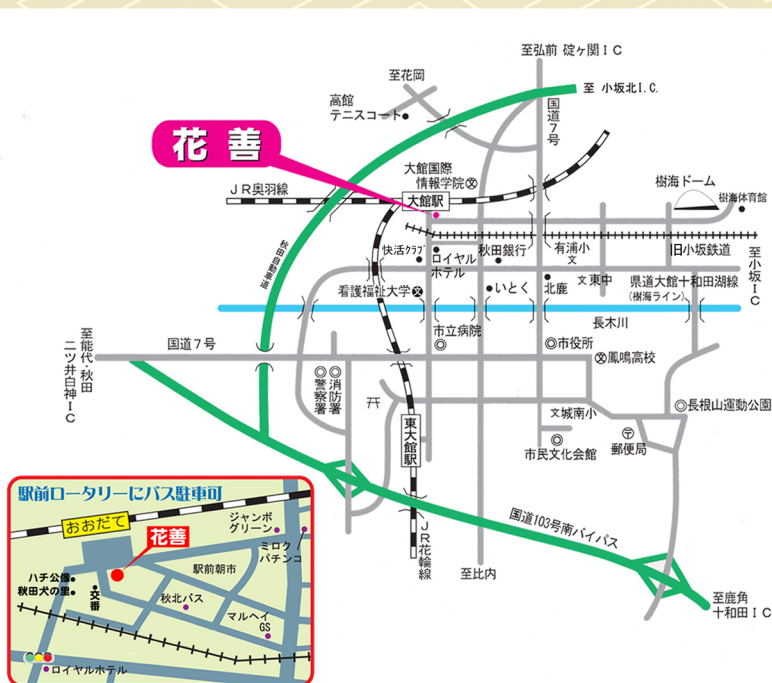 至弘前 碇ヶ関IC
至花岡
至 小坂北I.C.
高館
テニスコート
国道7号
花善
大館国際
情報学院
樹海ドーム
樹海体育館
JR奥羽線
大館駅
秋田自動車道
快活クラブ
ロイヤル
ホテル
秋田銀行
有浦小
文
旧小坂鉄道
至小坂IC
看護福祉大学
いとく
北鹿
文東中
県道大館十和田湖線
(樹海ライン)
長木川
至能代・秋田
二ツ井白神IC
国道7号
市立病院
市役所
鳳鳴高校
警察署
消防署
東大館駅
文城南小
長根山運動公園
市民文化会館
郵便局
国道103号南バイパス
JR花輪線
至比内
至鹿角
十和田IC
駅前ロータリーにバス駐車可
おおだて
花善
ジャンボ
グリーン
ミロク
パチンコ
駅前朝市
ハチ公像
秋田犬の里
交番
秋北バス
マルヘイ
GS
ロイヤルホテル